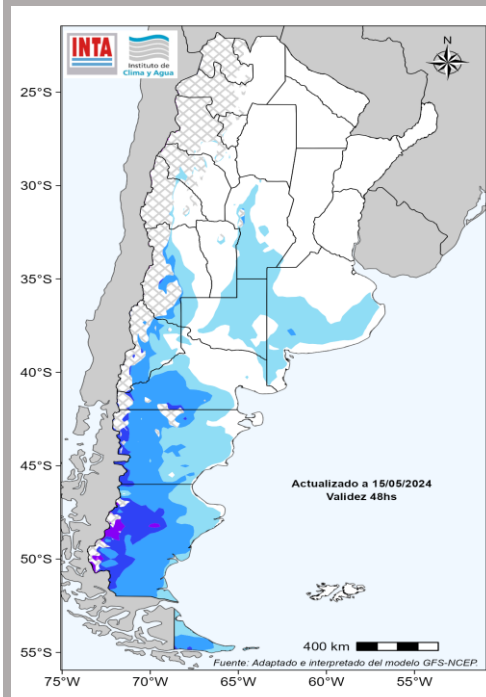 INTA
Instituto de
Clima y Agua
N
25°S
30°S
35°S
40°S
45°S
50°S
55°S
Actualizado a 15/05/2024
Validez 48hs
400 km
Fuente: Adaptado e interpretado del modelo GFS-NCEP.
75°W
70°W
65°W
60°W
55°W